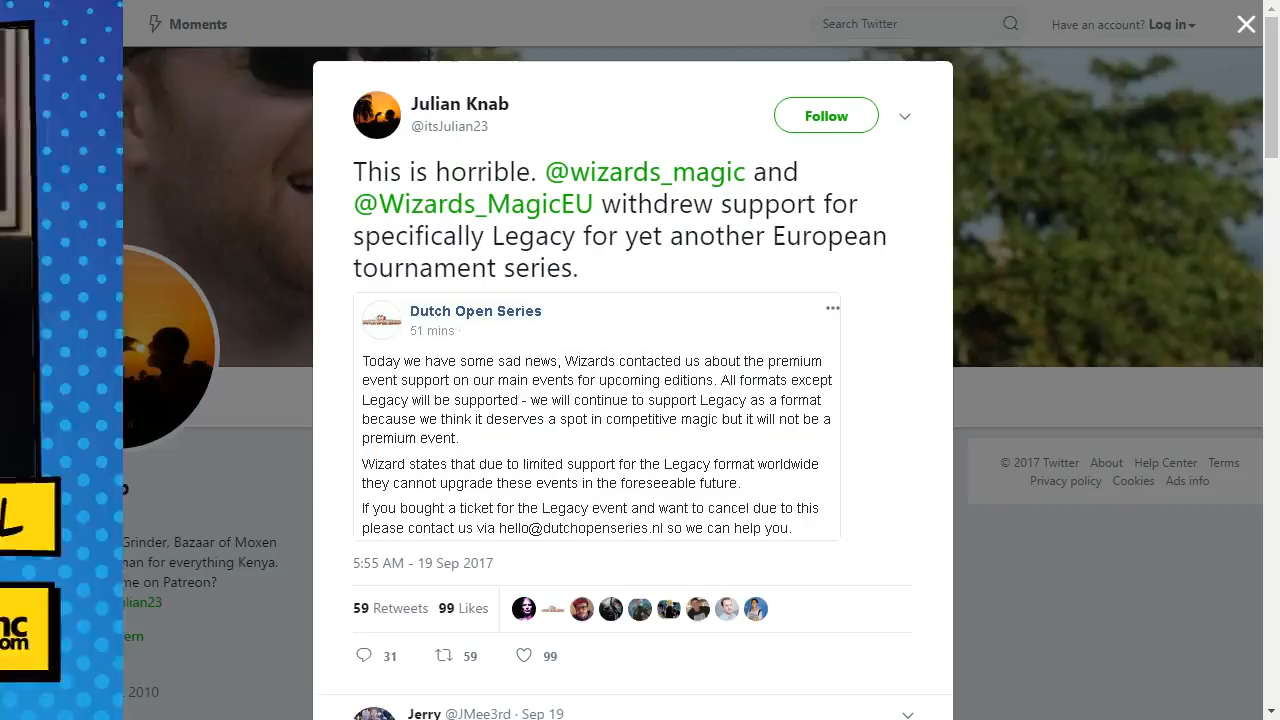 Moments
Search Twitter
Have an account? Log in
Julian Knab
@itsJulian23
Follow
This is horrible. @wizards_magic and
@Wizards_MagicEU withdrew support for
specifically Legacy for yet another European
tournament series.
Dutch Open Series
51 mins ·
Today we have some sad news, Wizards contacted us about the premium
event support on our main events for upcoming editions. All formats except
Legacy will be supported - we will continue to support Legacy as a format
because we think it deserves a spot in competitive magic but it will not be a
premium event.
Wizard states that due to limited support for the Legacy format worldwide
they cannot upgrade these events in the foreseeable future.
If you bought a ticket for the Legacy event and want to cancel due to this
please contact us via hello@dutchopenseries.nl so we can help you.
5:55 AM - 19 Sep 2017
59 Retweets 99 Likes
31 59 99
Jerry @JMee3rd · Sep 19
© 2017 Twitter About Help Center Terms
Privacy policy Cookies Ads info
Grinder, Bazaar of Moxen
an for everything Kenya.
me on Patreon?
lian23
ern
, 2010
L
nc
om